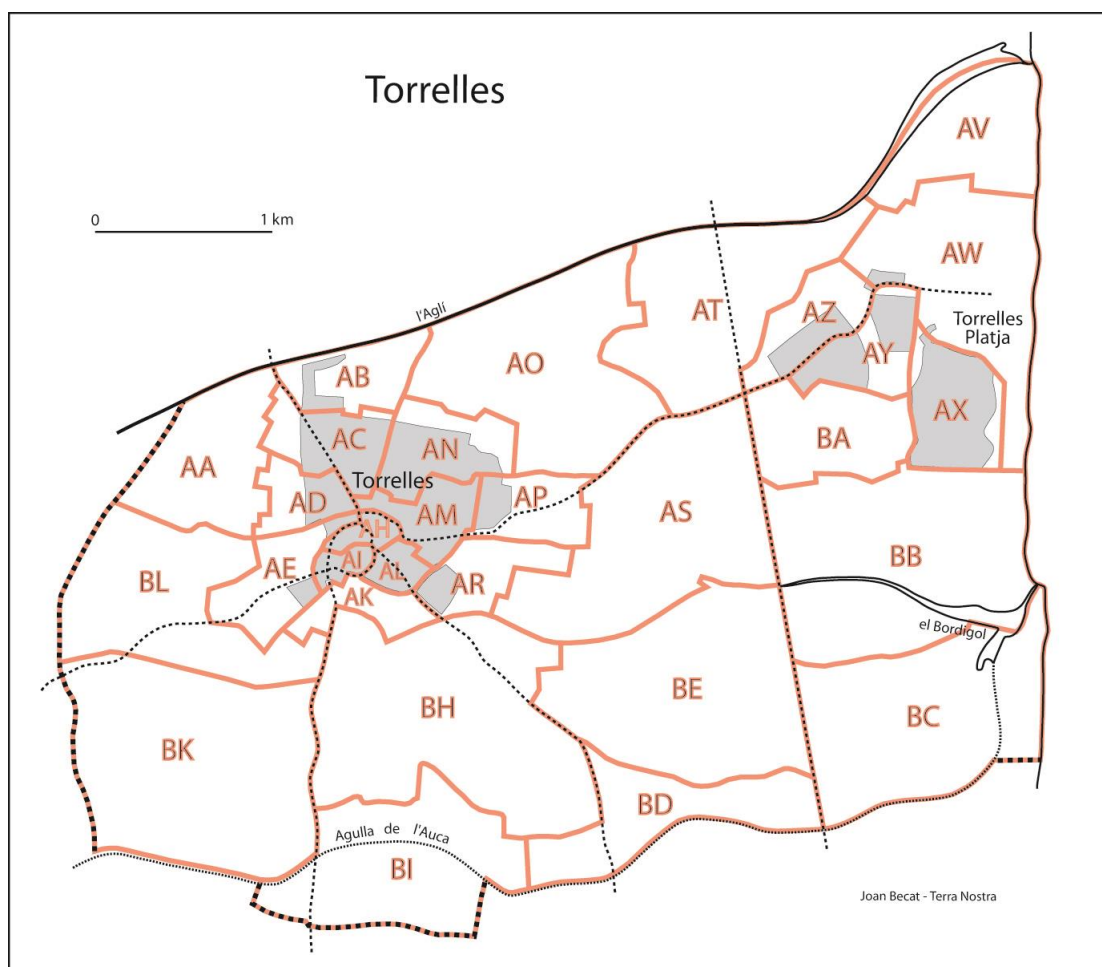 Torrelles
0 1 km
AV
AW
l'Aglí
AT
AZ
Torrelles
Platja
AY
AB
AO
AX
AC
AN
BA
AA
Torrelles
AD
AP
AM
AS
AH
BB
BL
AE
AI
AL
AR
AK
el Bordigol
BH
BE
BC
BK
BD
Agulla de l'Auca
BI
Joan Becat - Terra Nostra